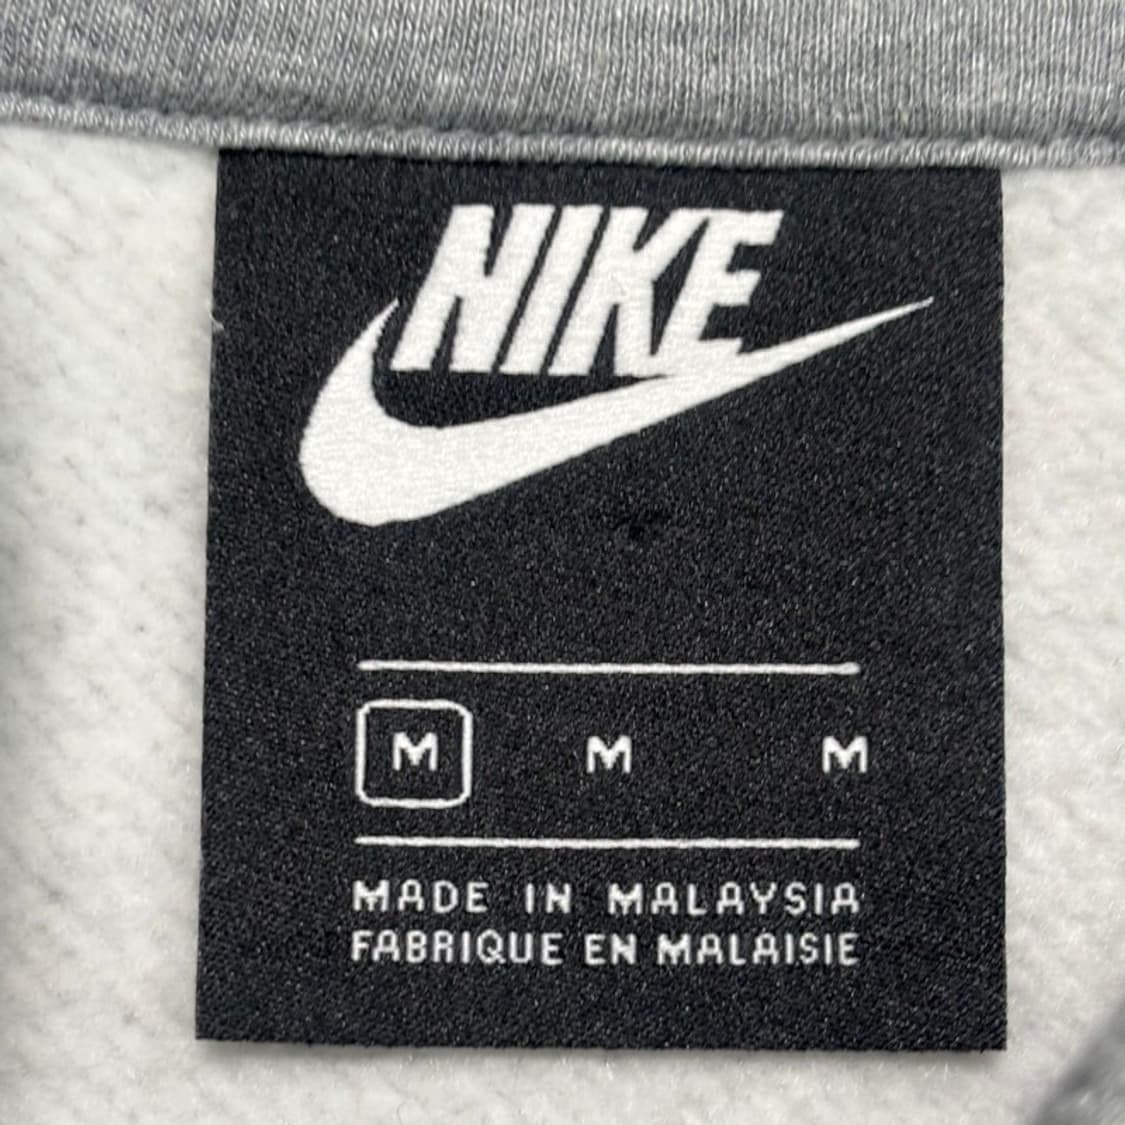 NIKE
M M M
MADE IN MALAYSIA
FABRIQUE EN MALAISIE